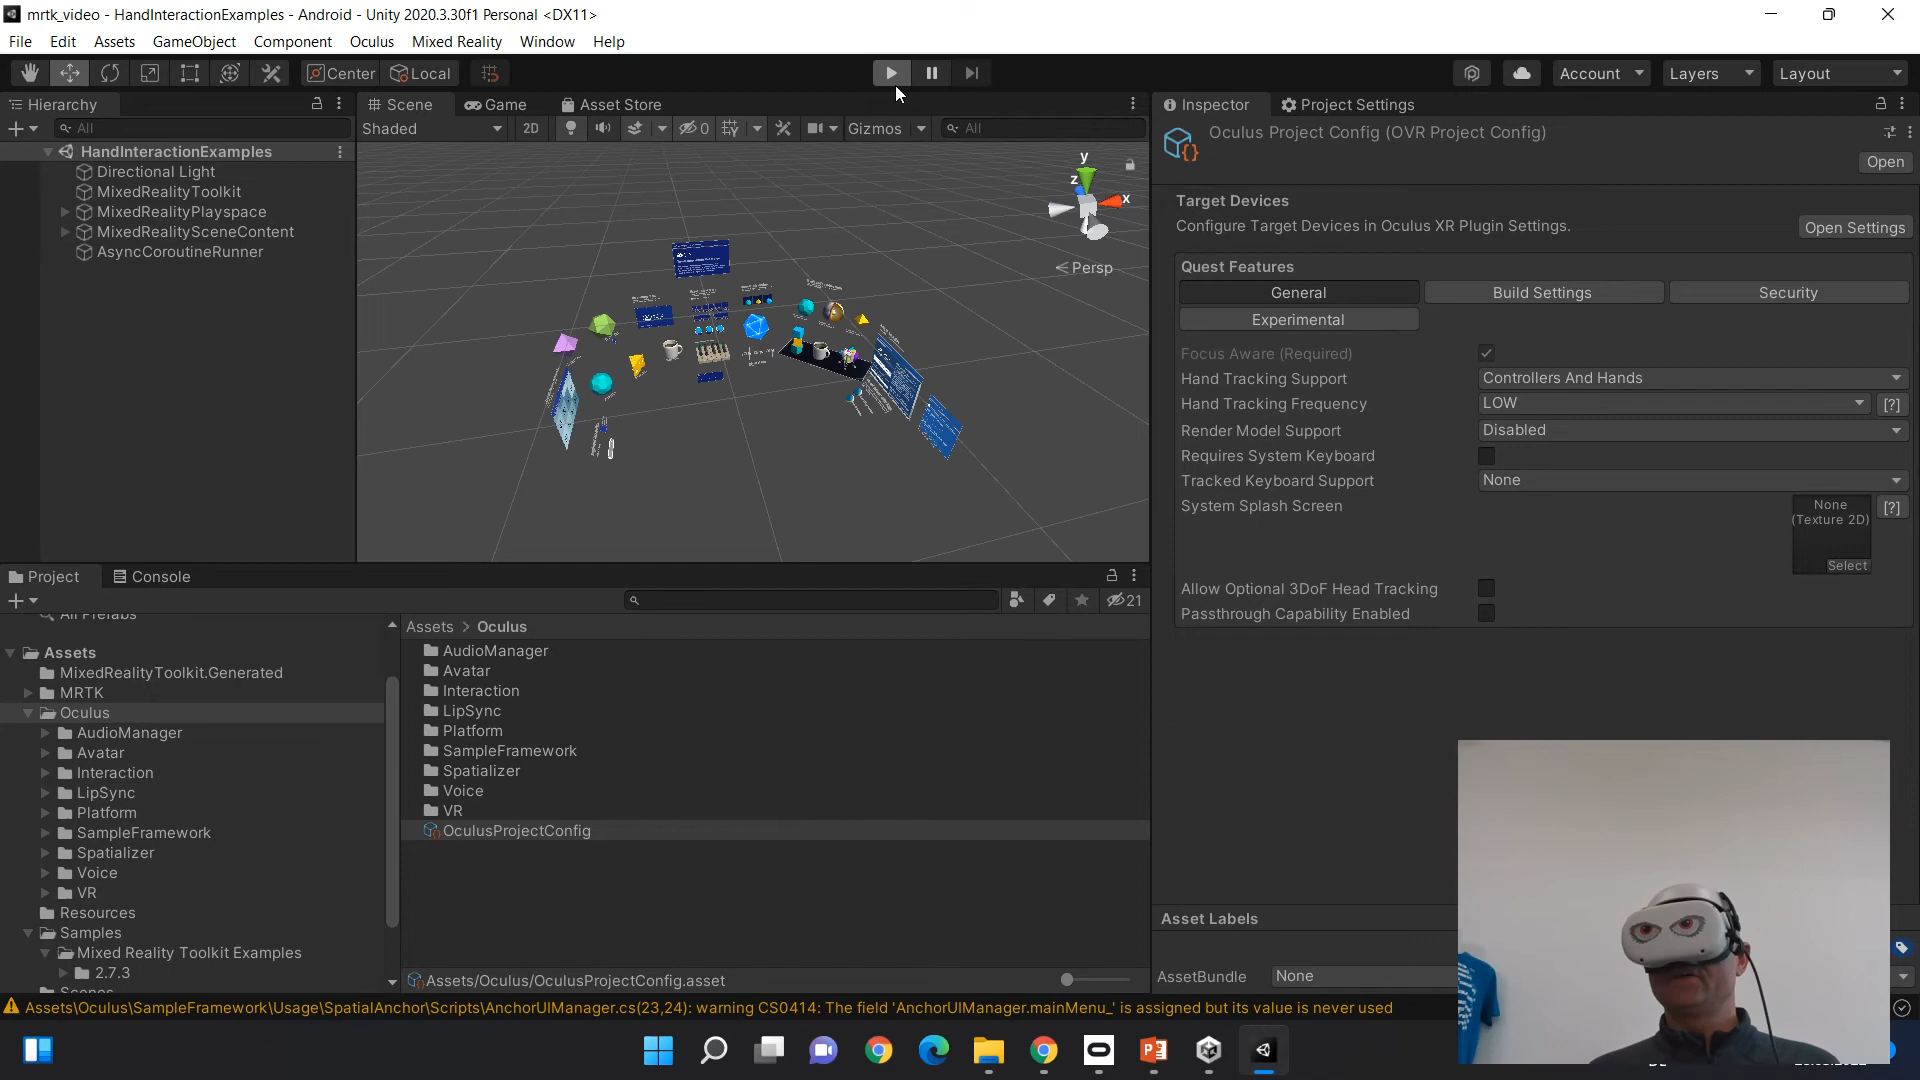 mrtk_video - HandInteractionExamples - Android - Unity 2020.3.30f1 Personal <DX11>
File Edit Assets GameObject Component Oculus Mixed Reality Window Help
Center Local Account Layers Layout
Hierarchy
All
HandInteractionExamples
Directional Light
MixedRealityToolkit
MixedRealityPlayspace
MixedRealitySceneContent
AsyncCoroutineRunner
Scene Game Asset Store
Shaded 2D 0 Gizmos All
y
z
x
Persp
Inspector Project Settings
Oculus Project Config (OVR Project Config)
Open
Target Devices
Configure Target Devices in Oculus XR Plugin Settings.
Open Settings
Quest Features
General Build Settings Security
Experimental
Focus Aware (Required)
Hand Tracking Support Controllers And Hands
Hand Tracking Frequency LOW [?]
Render Model Support Disabled
Requires System Keyboard
Tracked Keyboard Support None
System Splash Screen None (Texture 2D) [?]
Select
Allow Optional 3DoF Head Tracking
Passthrough Capability Enabled
Asset Labels
AssetBundle None
Project Console
21
All Prefabs
Assets
MixedRealityToolkit.Generated
MRTK
Oculus
AudioManager
Avatar
Interaction
LipSync
Platform
SampleFramework
Spatializer
Voice
VR
Resources
Samples
Mixed Reality Toolkit Examples
2.7.3
Scenes
Assets > Oculus
AudioManager
Avatar
Interaction
LipSync
Platform
SampleFramework
Spatializer
Voice
VR
OculusProjectConfig
Assets/Oculus/OculusProjectConfig.asset
Assets\Oculus\SampleFramework\Usage\SpatialAnchor\Scripts\AnchorUIManager.cs(23,24): warning CS0414: The field 'AnchorUIManager.mainMenu_' is assigned but its value is never used